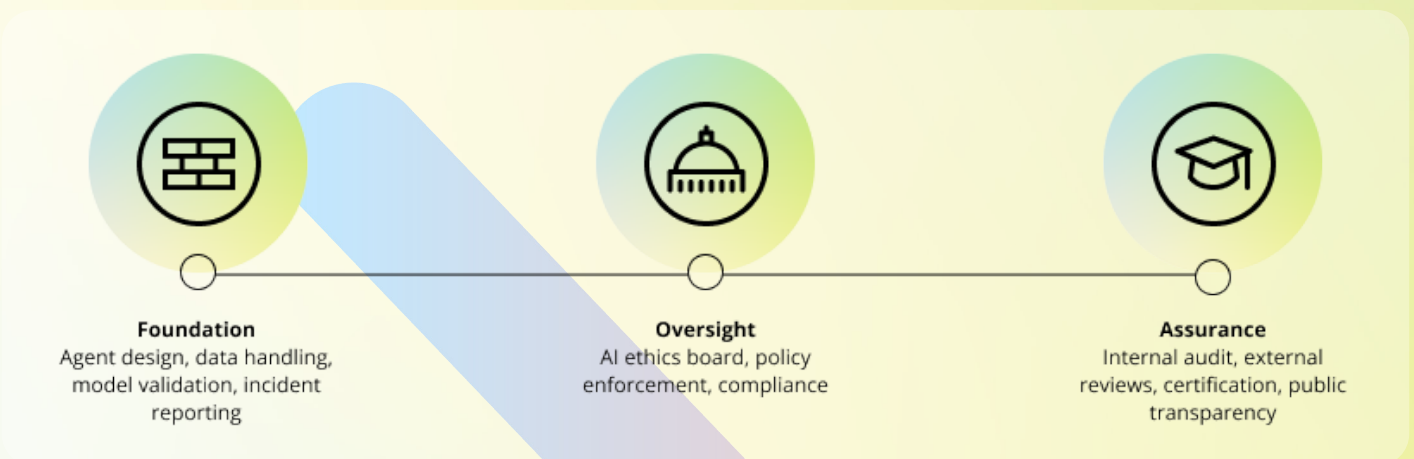 Foundation
Agent design, data handling,
model validation, incident
reporting
Oversight
AI ethics board, policy
enforcement, compliance
Assurance
Internal audit, external
reviews, certification, public
transparency